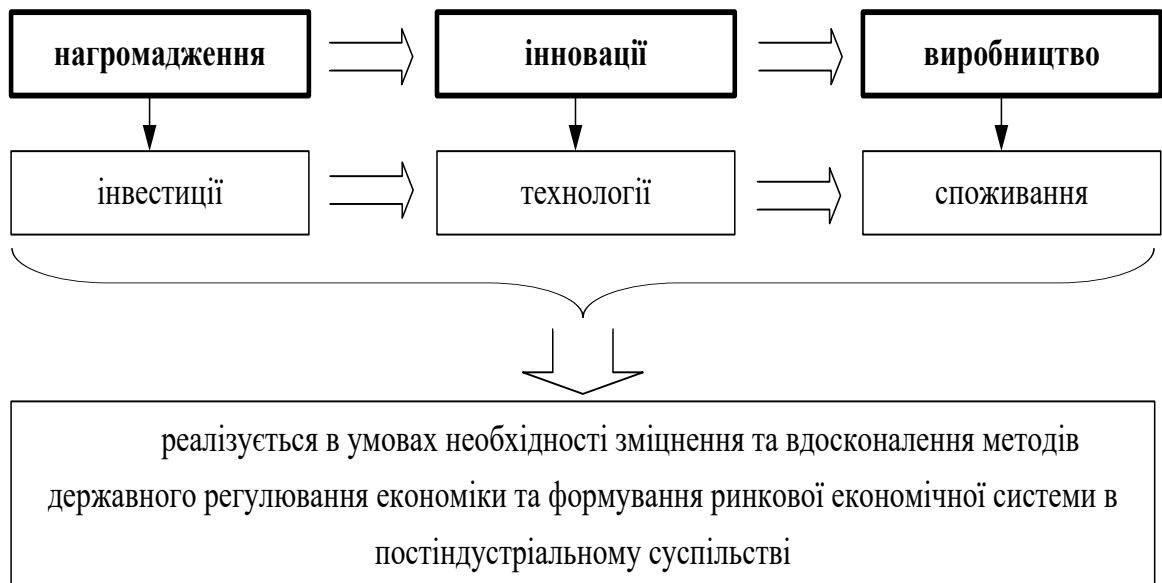 нагромадження інновації виробництво
інвестиції технології споживання
реалізується в умовах необхідності зміцнення та вдосконалення методів
державного регулювання економіки та формування ринкової економічної системи в
постіндустріальному суспільстві